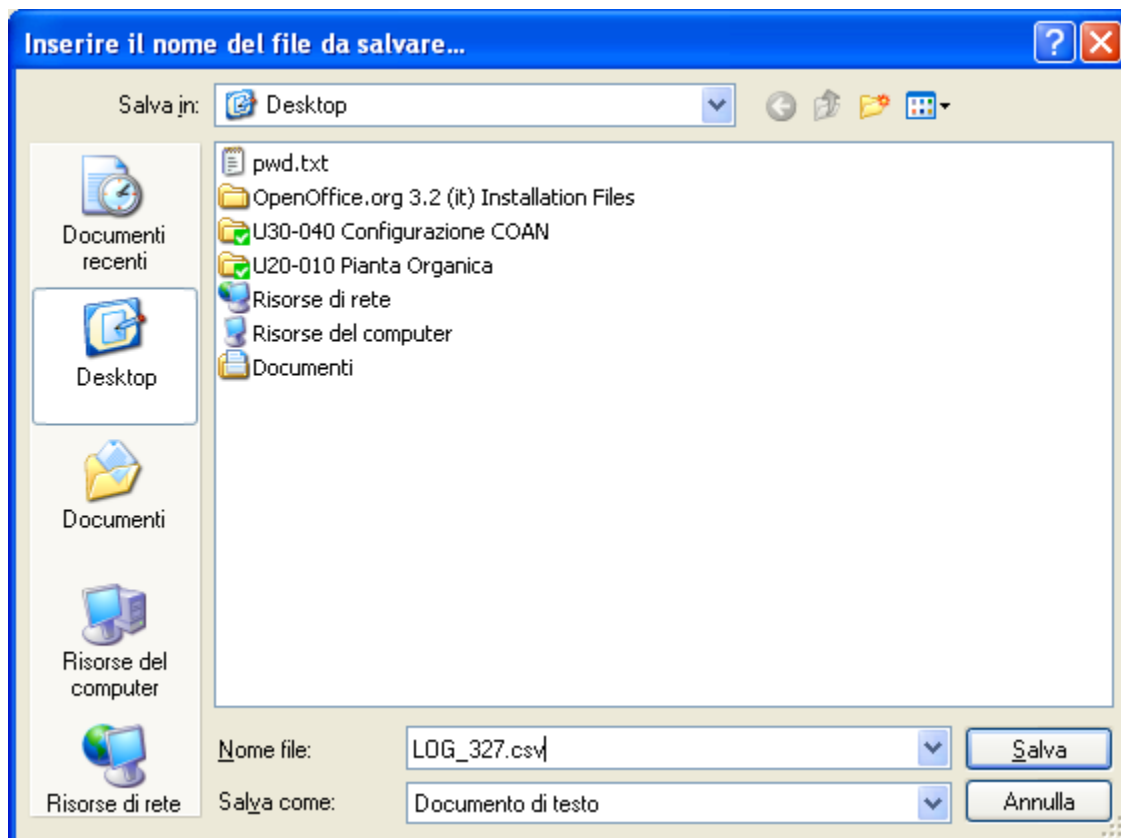 Inserire il nome del file da salvare...
Salva in:
Desktop
Documenti
recenti
Desktop
Documenti
Risorse del
computer
Risorse di rete
pwd.txt
OpenOffice.org 3.2 (it) Installation Files
U30-040 Configurazione COAN
U20-010 Pianta Organica
Risorse di rete
Risorse del computer
Documenti
Nome file:
LOG_327.csv
Salva
Salva come:
Documento di testo
Annulla